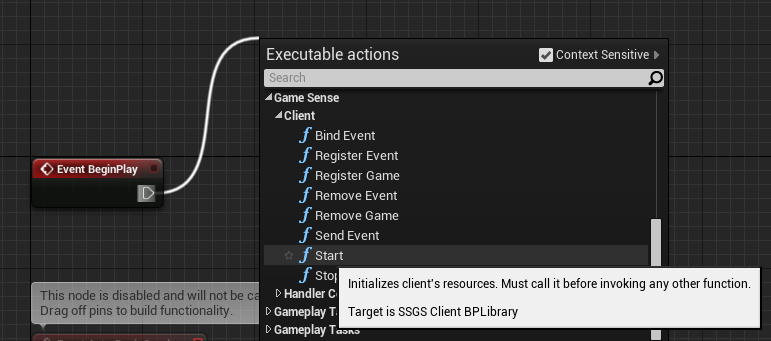 Executable actions
Context Sensitive
Search
Game Sense
Client
f Bind Event
f Register Event
f Register Game
f Remove Event
f Remove Game
f Send Event
f Start
f
Event BeginPlay
Initializes client's resources. Must call it before invoking any other function.
Target is SSGS Client BPLibrary
This node is disabled and will not be
Drag off pins to build functionality.
Handler
Gameplay
Gameplay Tasks